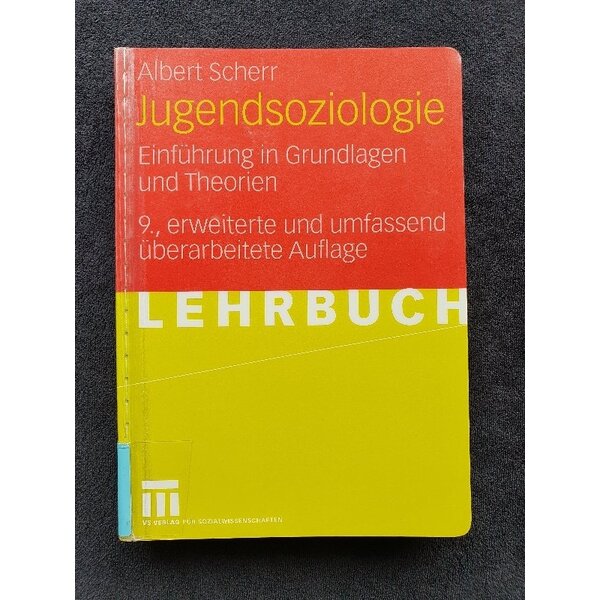 Albert Scherr
Jugendsoziologie
Einführung in Grundlagen
und Theorien
9., erweiterte und umfassend
überarbeitete Auflage
LEHRBUCH
VS VERLAG FÜR SOZIALWISSENSCHAFTEN